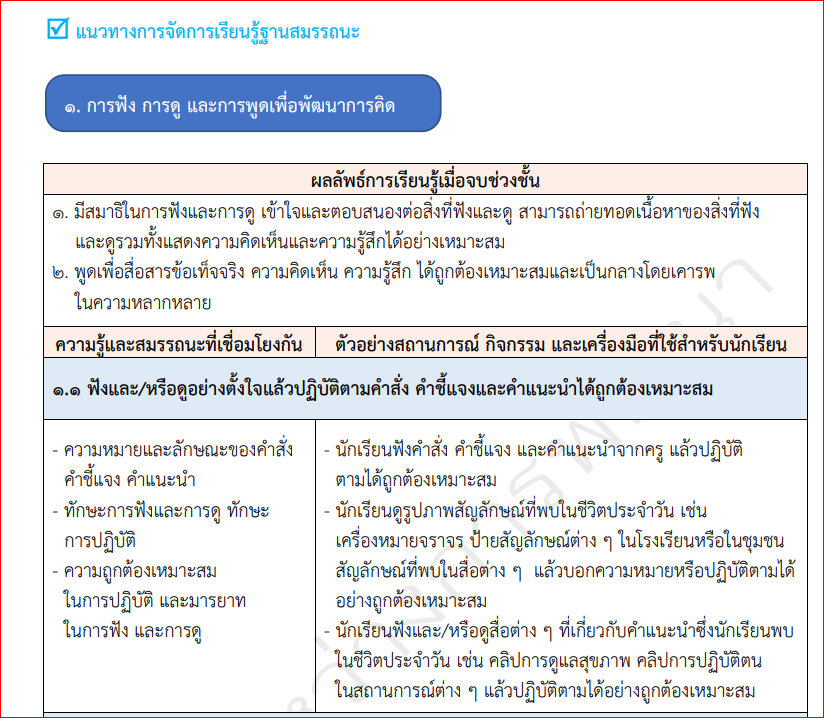 แนวทางการจัดการเรียนรู้ฐานสมรรถนะ
๑. การฟัง การดู และการพูดเพื่อพัฒนาการคิด
ผลลัพธ์การเรียนรู้เมื่อจบช่วงชั้น
๑. มีสมาธิในการฟังและการดู เข้าใจและตอบสนองต่อสิ่งที่ฟังและดู สามารถถ่ายทอดเนื้อหาของสิ่งที่ฟัง
และดูรวมทั้งแสดงความคิดเห็นและความรู้สึกได้อย่างเหมาะสม
๒. พูดเพื่อสื่อสารข้อเท็จจริง ความคิดเห็น ความรู้สึก ได้ถูกต้องเหมาะสมและเป็นกลางโดยเคารพ
ในความหลากหลาย
ความรู้และสมรรถนะที่เชื่อมโยงกัน
ตัวอย่างสถานการณ์ กิจกรรม และเครื่องมือที่ใช้สำหรับนักเรียน
๑.๑ ฟังและ/หรือดูอย่างตั้งใจแล้วปฏิบัติตามคำสั่ง คำชี้แจงและคำแนะนำได้ถูกต้องเหมาะสม
- ความหมายและลักษณะของคำสั่ง
คำชี้แจง คำแนะนำ
- ทักษะการฟังและการดู ทักษะ
การปฏิบัติ
- ความถูกต้องเหมาะสม
ในการปฏิบัติ และมารยาท
ในการฟัง และการดู
- นักเรียนฟังคำสั่ง คำชี้แจง และคำแนะนำจากครู แล้วปฏิบัติ
ตามได้ถูกต้องเหมาะสม
- นักเรียนดูรูปภาพสัญลักษณ์ที่พบในชีวิตประจำวัน เช่น
เครื่องหมายจราจร ป้ายสัญลักษณ์ต่าง ๆ ในโรงเรียนหรือในชุมชน
สัญลักษณ์ที่พบในสื่อต่าง ๆ แล้วบอกความหมายหรือปฏิบัติตามได้
อย่างถูกต้องเหมาะสม
- นักเรียนฟังและ/หรือดูสื่อต่าง ๆ ที่เกี่ยวกับคำแนะนำซึ่งนักเรียนพบ
ในชีวิตประจำวัน เช่น คลิปการดูแลสุขภาพ คลิปการปฏิบัติตน
ในสถานการณ์ต่าง ๆ แล้วปฏิบัติตามได้อย่างถูกต้องเหมาะสม